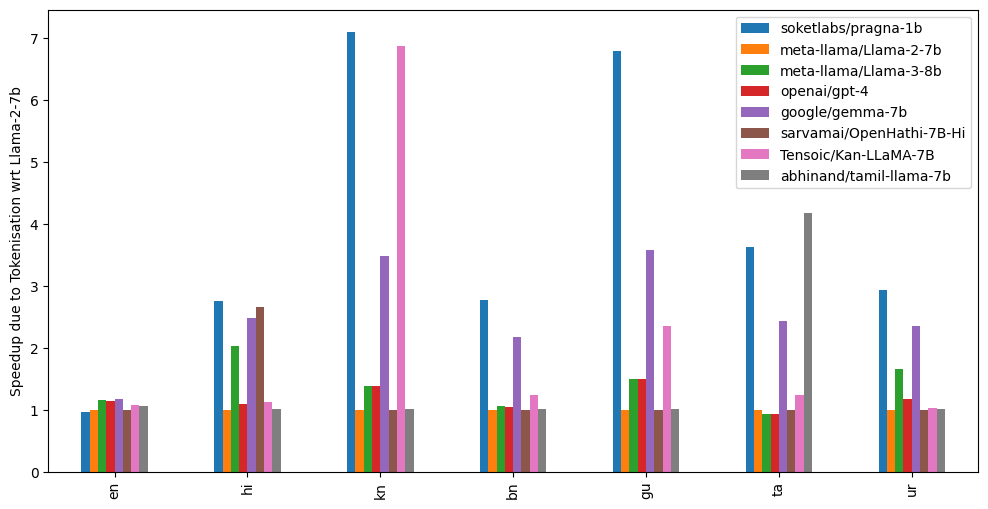 Speedup due to Tokenisation wrt Llama-2-7b
7
6
5
4
3
2
1
0
soketlabs/pragna-1b
meta-llama/Llama-2-7b
meta-llama/Llama-3-8b
openai/gpt-4
google/gemma-7b
sarvamai/OpenHathi-7B-Hi
Tensoic/Kan-LLaMA-7B
abhinand/tamil-llama-7b
en
hi
kn
bn
gu
ta
ur